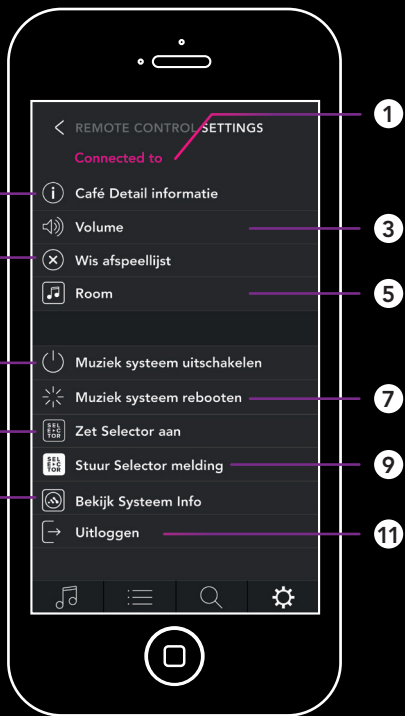 REMOTE CONTROL SETTINGS
1
Connected to
Café Detail informatie
Volume
3
Wis afspeellijst
Room
5
Muziek systeem uitschakelen
Muziek systeem rebooten
7
SEL
E•C
TOR
Zet Selector aan
SEL
E•C
TOR
Stuur Selector melding
9
Bekijk Systeem Info
Uitloggen
11